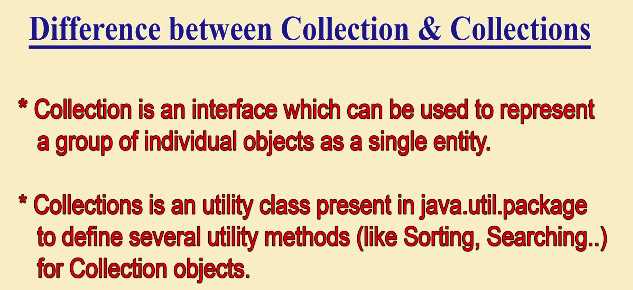 Difference between Collection & Collections
* Collection is an interface which can be used to represent
a group of individual objects as a single entity.
* Collections is an utility class present in java.util.package
to define several utility methods (like Sorting, Searching..)
for Collection objects.